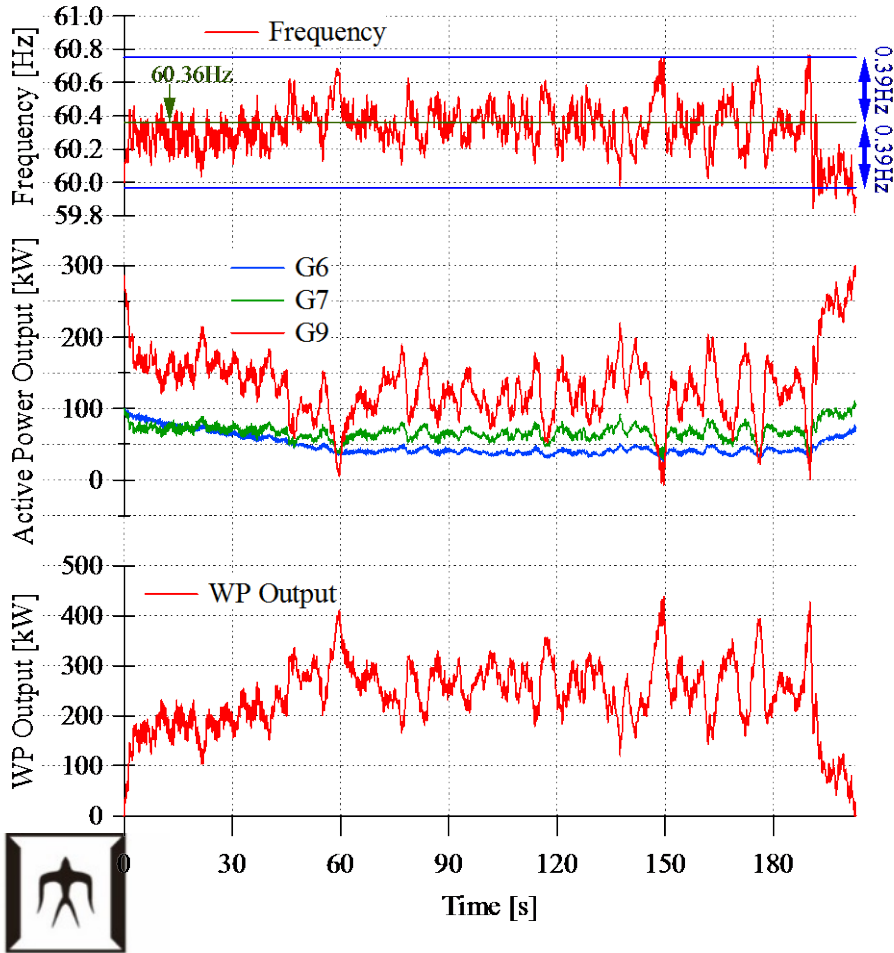 Frequency [Hz]
61.0
60.8
60.6
60.4
60.2
60.0
59.8
Frequency
60.36Hz
0.39Hz
0.39Hz
Active Power Output [kW]
300
200
100
0
G6
G7
G9
WP Output [kW]
500
400
300
200
100
0
WP Output
0
30
60
90
120
150
180
Time [s]